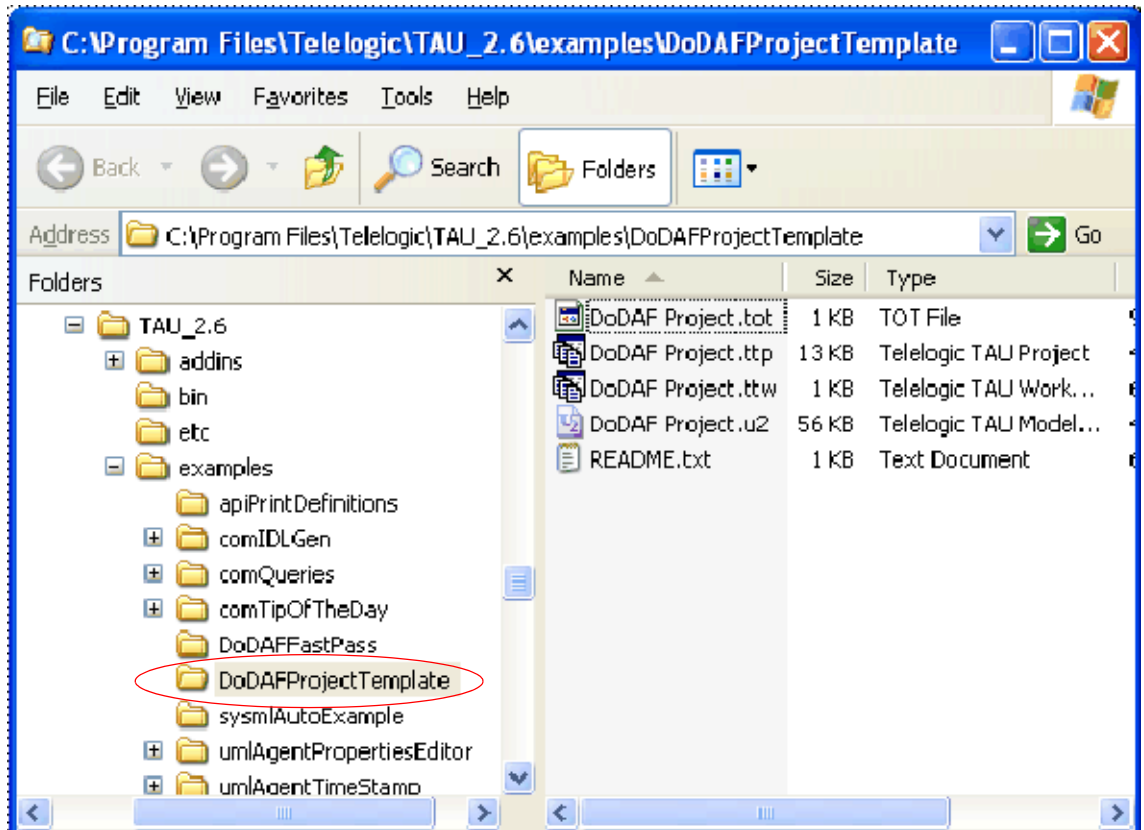 C:\Program Files\Telelogic\TAU_2.6\examples\DoDAFProjectTemplate
File Edit View Favorites Tools Help
Back Search Folders
Address C:\Program Files\Telelogic\TAU_2.6\examples\DoDAFProjectTemplate Go
Folders
TAU_2.6
addins
bin
etc
examples
apiPrintDefinitions
comIDLGen
comQueries
comTipOfTheDay
DoDAFFastPass
DoDAFProjectTemplate
sysmlAutoExample
umlAgentPropertiesEditor
umlAgentTimeStamp
Name Size Type
DoDAF Project.tot 1 KB TOT File
DoDAF Project.ttp 13 KB Telelogic TAU Project
DoDAF Project.ttw 1 KB Telelogic TAU Work...
DoDAF Project.u2 56 KB Telelogic TAU Model...
README.txt 1 KB Text Document